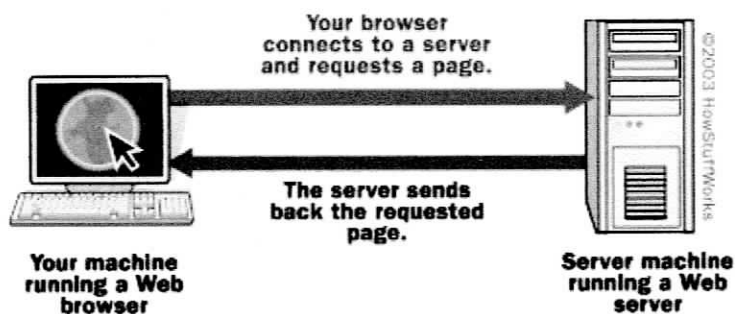 Your browser
connects to a server
and requests a page.
©2003 HowStuffWorks
The server sends
back the requested
page.
Your machine
running a Web
browser
Server machine
running a Web
server